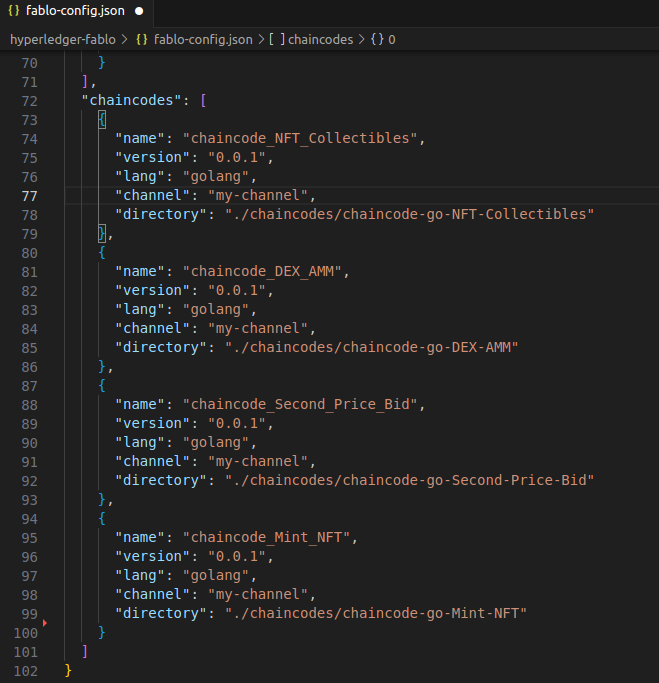 {} fablo-config.json ●
hyperledger-fablo > {} fablo-config.json > [ ] chaincodes > {} 0
70 }
71 ],
72 "chaincodes": [
73 {
74 "name": "chaincode_NFT_Collectibles",
75 "version": "0.0.1",
76 "lang": "golang",
77 "channel": "my-channel",
78 "directory": "./chaincodes/chaincode-go-NFT-Collectibles"
79 },
80 {
81 "name": "chaincode_DEX_AMM",
82 "version": "0.0.1",
83 "lang": "golang",
84 "channel": "my-channel",
85 "directory": "./chaincodes/chaincode-go-DEX-AMM"
86 },
87 {
88 "name": "chaincode_Second_Price_Bid",
89 "version": "0.0.1",
90 "lang": "golang",
91 "channel": "my-channel",
92 "directory": "./chaincodes/chaincode-go-Second-Price-Bid"
93 },
94 {
95 "name": "chaincode_Mint_NFT",
96 "version": "0.0.1",
97 "lang": "golang",
98 "channel": "my-channel",
99 "directory": "./chaincodes/chaincode-go-Mint-NFT"
100 }
101 ]
102 }